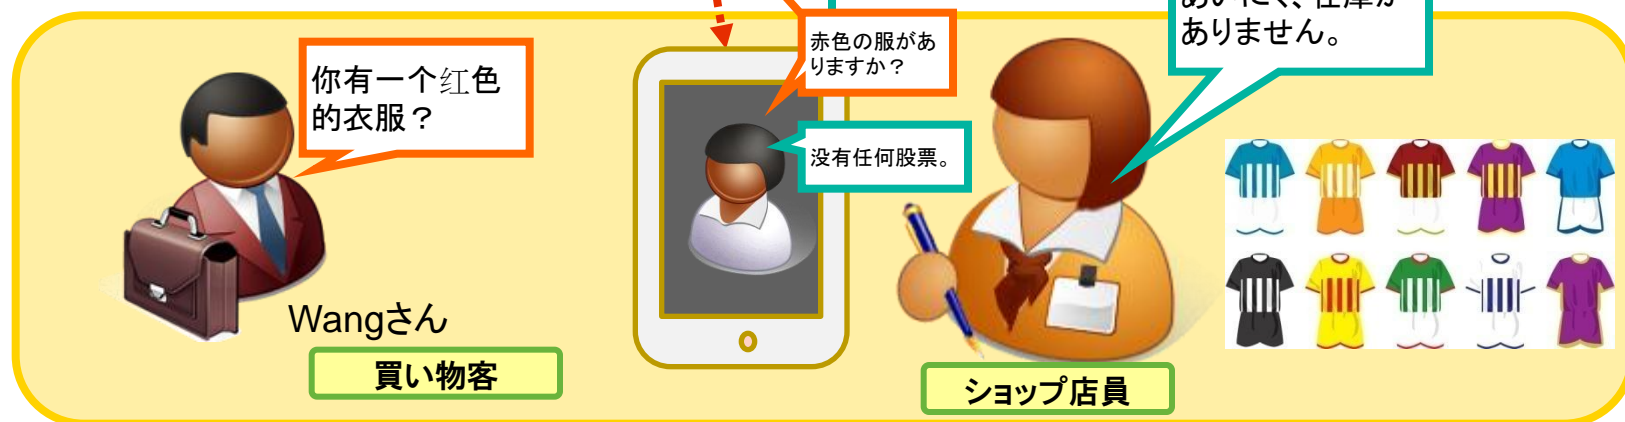 你有一个红色
的衣服？
赤色の服があ
りますか？
没有任何股票。
ありません。
Wangさん
買い物客
ショップ店員